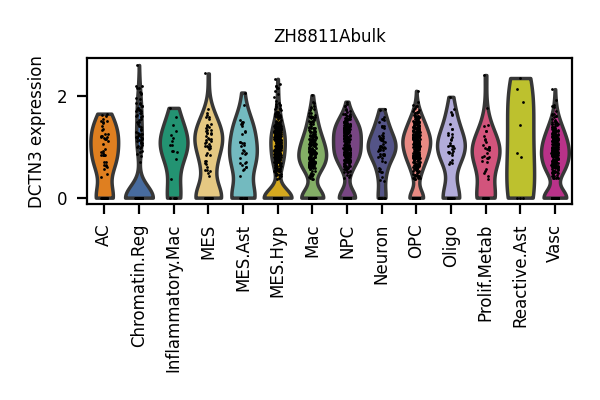 ZH8811Abulk
DCTN3 expression
2
0
AC
Chromatin.Reg
Inflammatory.Mac
MES
MES.Ast
MES.Hyp
Mac
NPC
Neuron
OPC
Oligo
Prolif.Metab
Reactive.Ast
Vasc